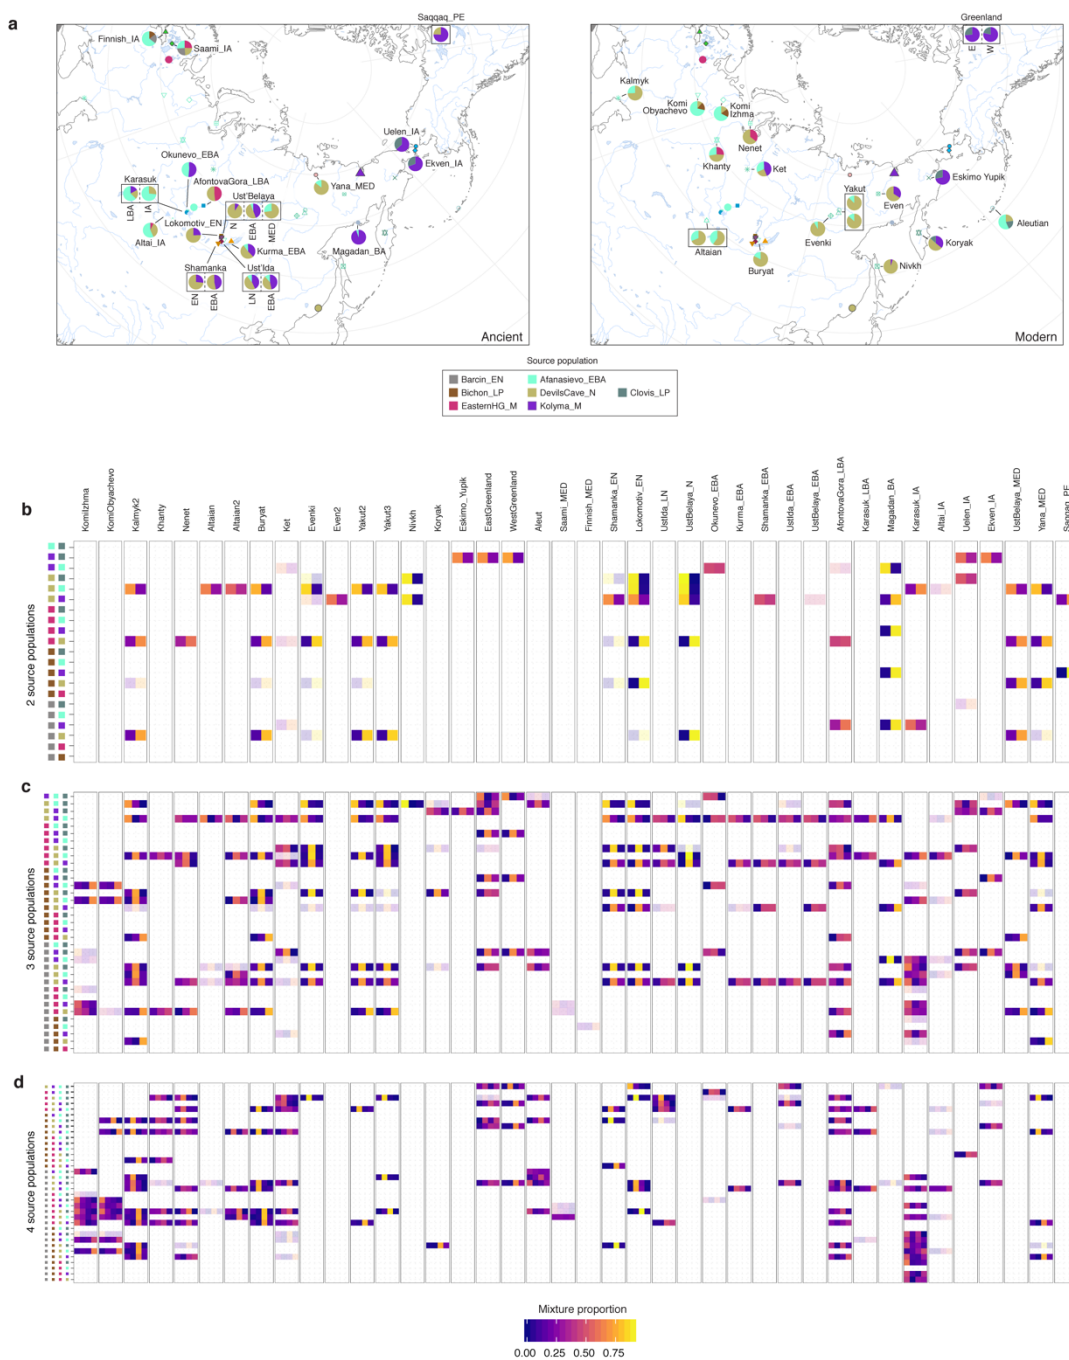 a
Saqqaq_PE
Finnish_IA
Saami_IA
Uelen_IA
Ekven_IA
Okunevo_EBA
Karasuk
AfontovaGora_LBA
Yana_MED
LBA
IA
Ust'Belaya
N
EBA
MED
Altai_IA
Lokomotiv_EN
Kurma_EBA
Magadan_BA
Shamanka
EN
EBA
Ust'Ida
LN
EBA
Ancient
Greenland
E
W
Kalmyk
Komi
Obyachevo
Komi
Izhma
Nenet
Khanty
Ket
Eskimo Yupik
Yakut
Even
Aleutian
Evenki
Koryak
Altaian
Buryat
Nivkh
Modern
Source population
Barcin_EN
Afanasievo_EBA
Bichon_LP
DevilsCave_N
Clovis_LP
EasternHG_M
Kolyma_M
b
KomiIzhma
KomiObyachevo
Kalmyk2
Khanty
Nenet
Altaian
Altaian2
Buryat
Ket
Evenki
Even2
Yakut2
Yakut3
Nivkh
Koryak
Eskimo_Yupik
EastGreenland
WestGreenland
Aleut
Saami_MED
Finnish_MED
Shamanka_EN
Lokomotiv_EN
UstIda_LN
UstBelaya_N
Okunevo_EBA
Kurma_EBA
Shamanka_EBA
UstIda_EBA
UstBelaya_EBA
AfontovaGora_LBA
Karasuk_LBA
Magadan_BA
Karasuk_IA
Altai_IA
Uelen_IA
Ekven_IA
UstBelaya_MED
Yana_MED
Saqqaq_PE
2 source populations
c
3 source populations
d
4 source populations
Mixture proportion
0.00 0.25 0.50 0.75